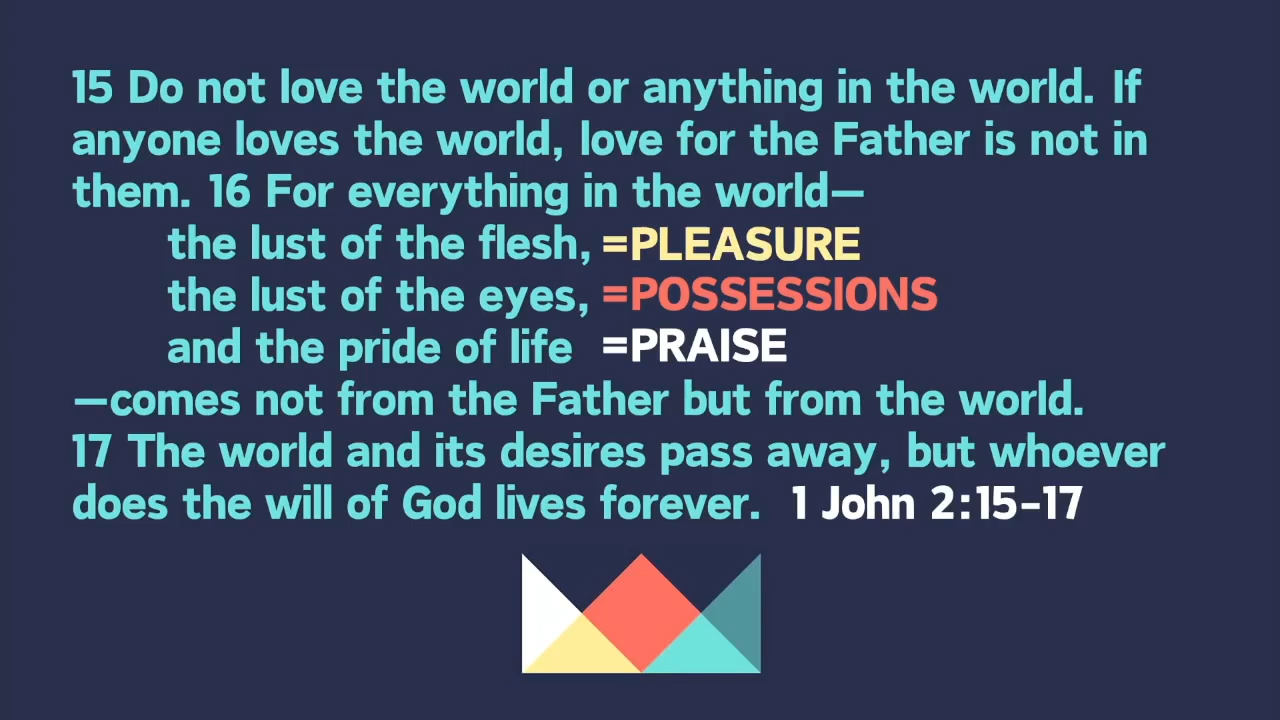 15 Do not love the world or anything in the world. If
anyone loves the world, love for the Father is not in
them. 16 For everything in the world—
the lust of the flesh, =PLEASURE
the lust of the eyes, =POSSESSIONS
and the pride of life =PRAISE
—comes not from the Father but from the world.
17 The world and its desires pass away, but whoever
does the will of God lives forever. 1 John 2:15-17